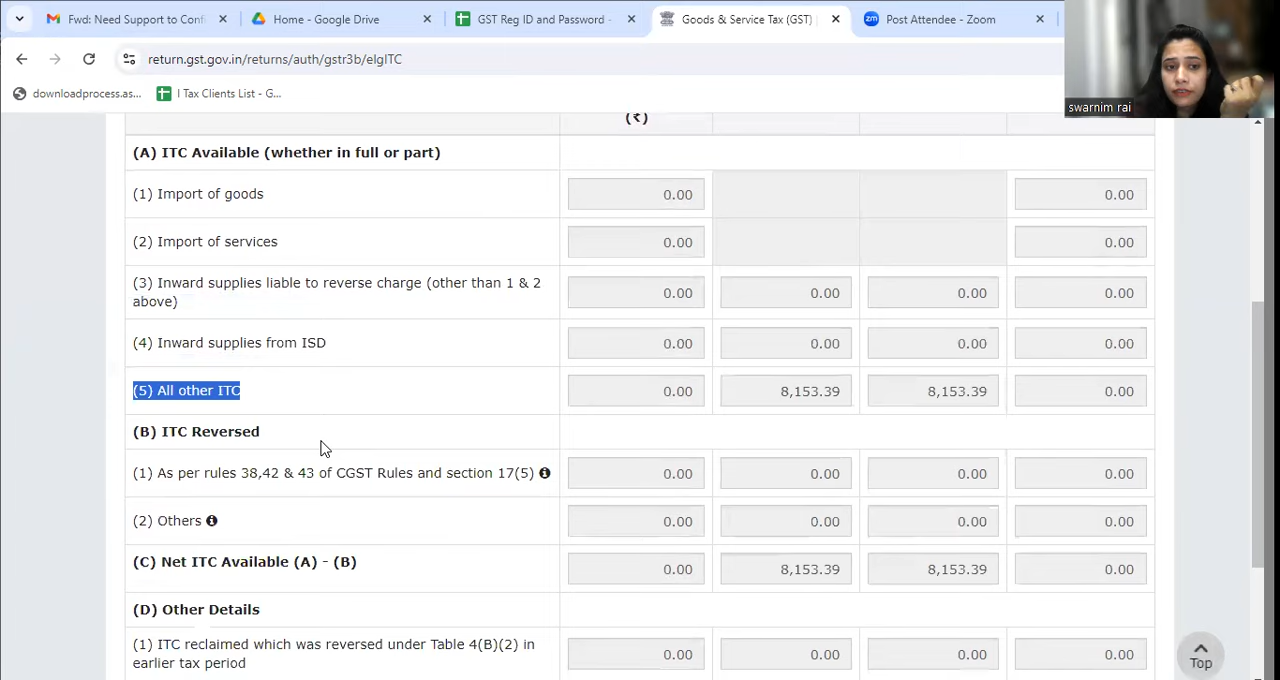 Fwd: Need Support to Confi
Home - Google Drive
GST Reg ID and Password -
Goods & Service Tax (GST)
zm Post Attendee - Zoom
return.gst.gov.in/returns/auth/gstr3b/elgITC
downloadprocess.as...
I Tax Clients List - G...
swarnim rai
(₹)
(A) ITC Available (whether in full or part)
(1) Import of goods 0.00 0.00
(2) Import of services 0.00 0.00
(3) Inward supplies liable to reverse charge (other than 1 & 2
above) 0.00 0.00 0.00 0.00
(4) Inward supplies from ISD 0.00 0.00 0.00 0.00
(5) All other ITC 0.00 8,153.39 8,153.39 0.00
(B) ITC Reversed
(1) As per rules 38,42 & 43 of CGST Rules and section 17(5) 0.00 0.00 0.00 0.00
(2) Others 0.00 0.00 0.00 0.00
(C) Net ITC Available (A) - (B) 0.00 8,153.39 8,153.39 0.00
(D) Other Details
(1) ITC reclaimed which was reversed under Table 4(B)(2) in
earlier tax period 0.00 0.00 0.00 0.00
Top